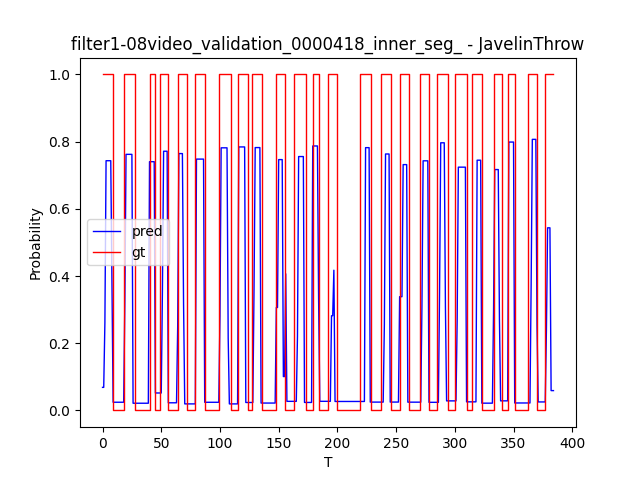 filter1-08video_validation_0000418_inner_seg_ - JavelinThrow
1.0
0.8
0.6
0.4
0.2
0.0
Probability
pred
gt
0 50 100 150 200 250 300 350 400
T